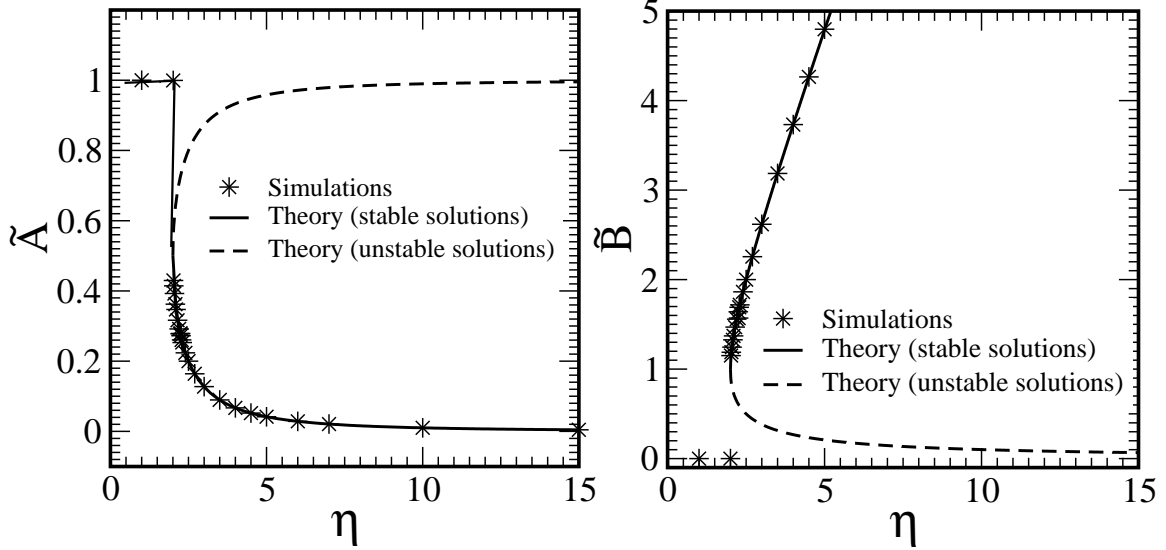 1
0.8
0.6
0.4
0.2
0
Ã
Simulations
Theory (stable solutions)
Theory (unstable solutions)
0
5
10
15
η
5
4
3
2
1
0
B̃
Simulations
Theory (stable solutions)
Theory (unstable solutions)
0
5
10
15
η